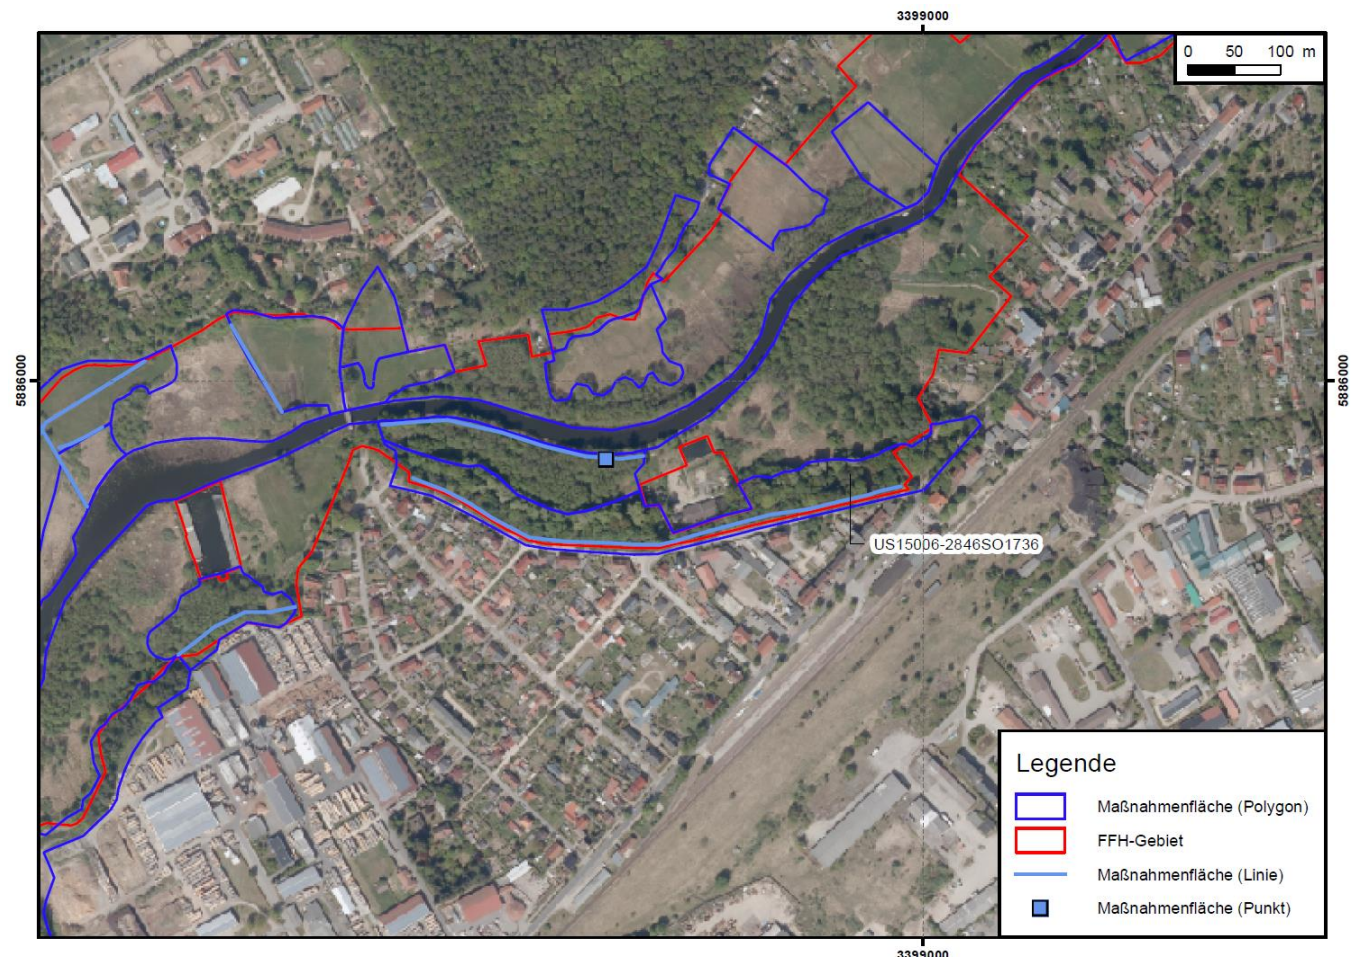 3399000
0 50 100 m
5886000
5886000
US15006-2846SO1736
Legende
Maßnahmenfläche (Polygon)
FFH-Gebiet
Maßnahmenfläche (Linie)
Maßnahmenfläche (Punkt)
3399000